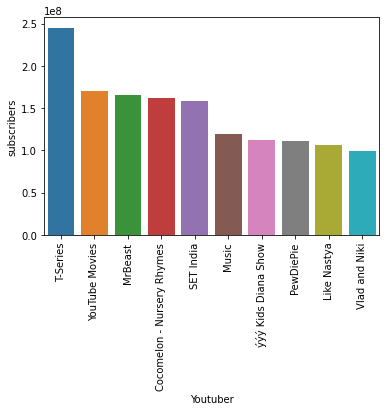 1e8
2.5
2.0
1.5
1.0
0.5
0.0
subscribers
T-Series
YouTube Movies
MrBeast
Cocomelon - Nursery Rhymes
SET India
Music
ýýý Kids Diana Show
PewDiePie
Like Nastya
Vlad and Niki
Youtuber